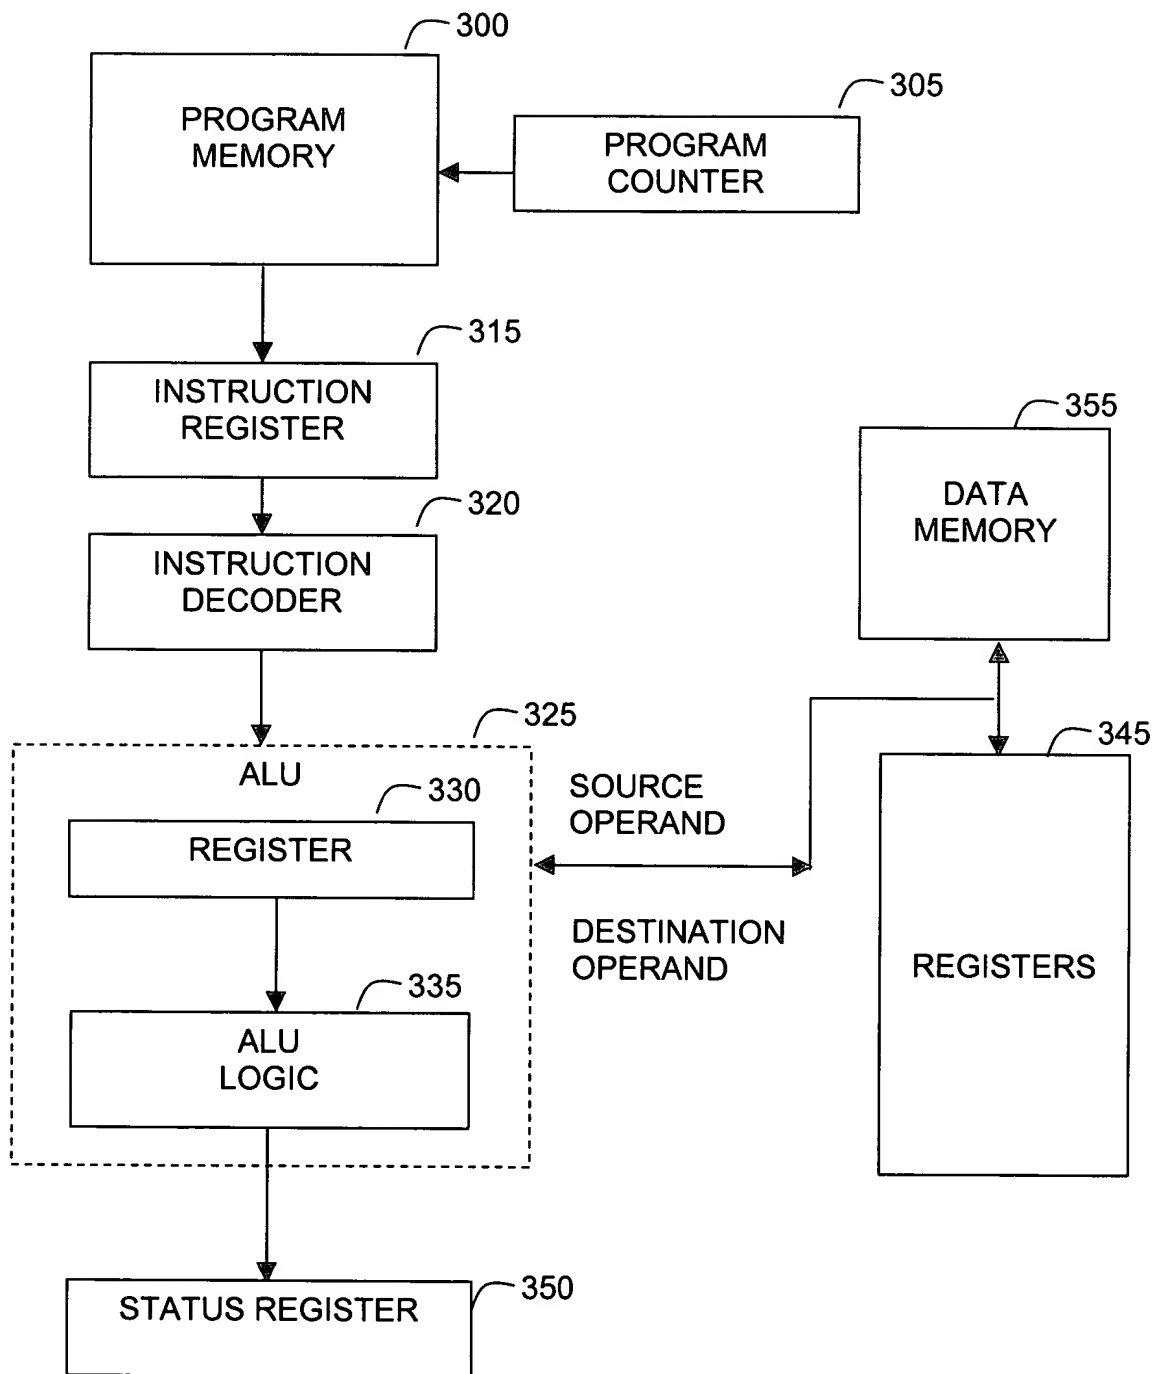 300
PROGRAM
MEMORY
305
PROGRAM
COUNTER
315
INSTRUCTION
REGISTER
320
INSTRUCTION
DECODER
355
DATA
MEMORY
325
ALU
330
REGISTER
335
ALU
LOGIC
SOURCE
OPERAND
DESTINATION
OPERAND
345
REGISTERS
350
STATUS REGISTER